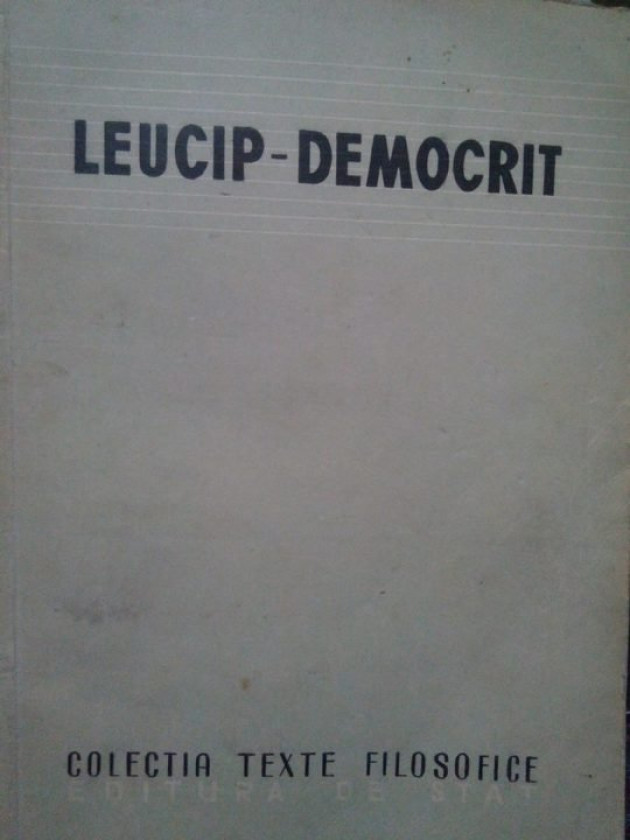 LEUCIP-DEMOCRIT
COLECTIA TEXTE FILOSOFICE
EDITURA DE STAT